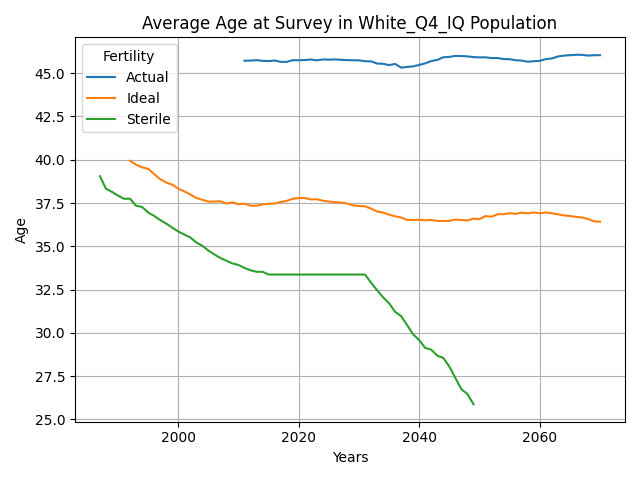 Average Age at Survey in White_Q4_IQ Population
Fertility
Actual
Ideal
Sterile
45.0
42.5
40.0
37.5
35.0
32.5
30.0
27.5
25.0
Age
2000
2020
2040
2060
Years